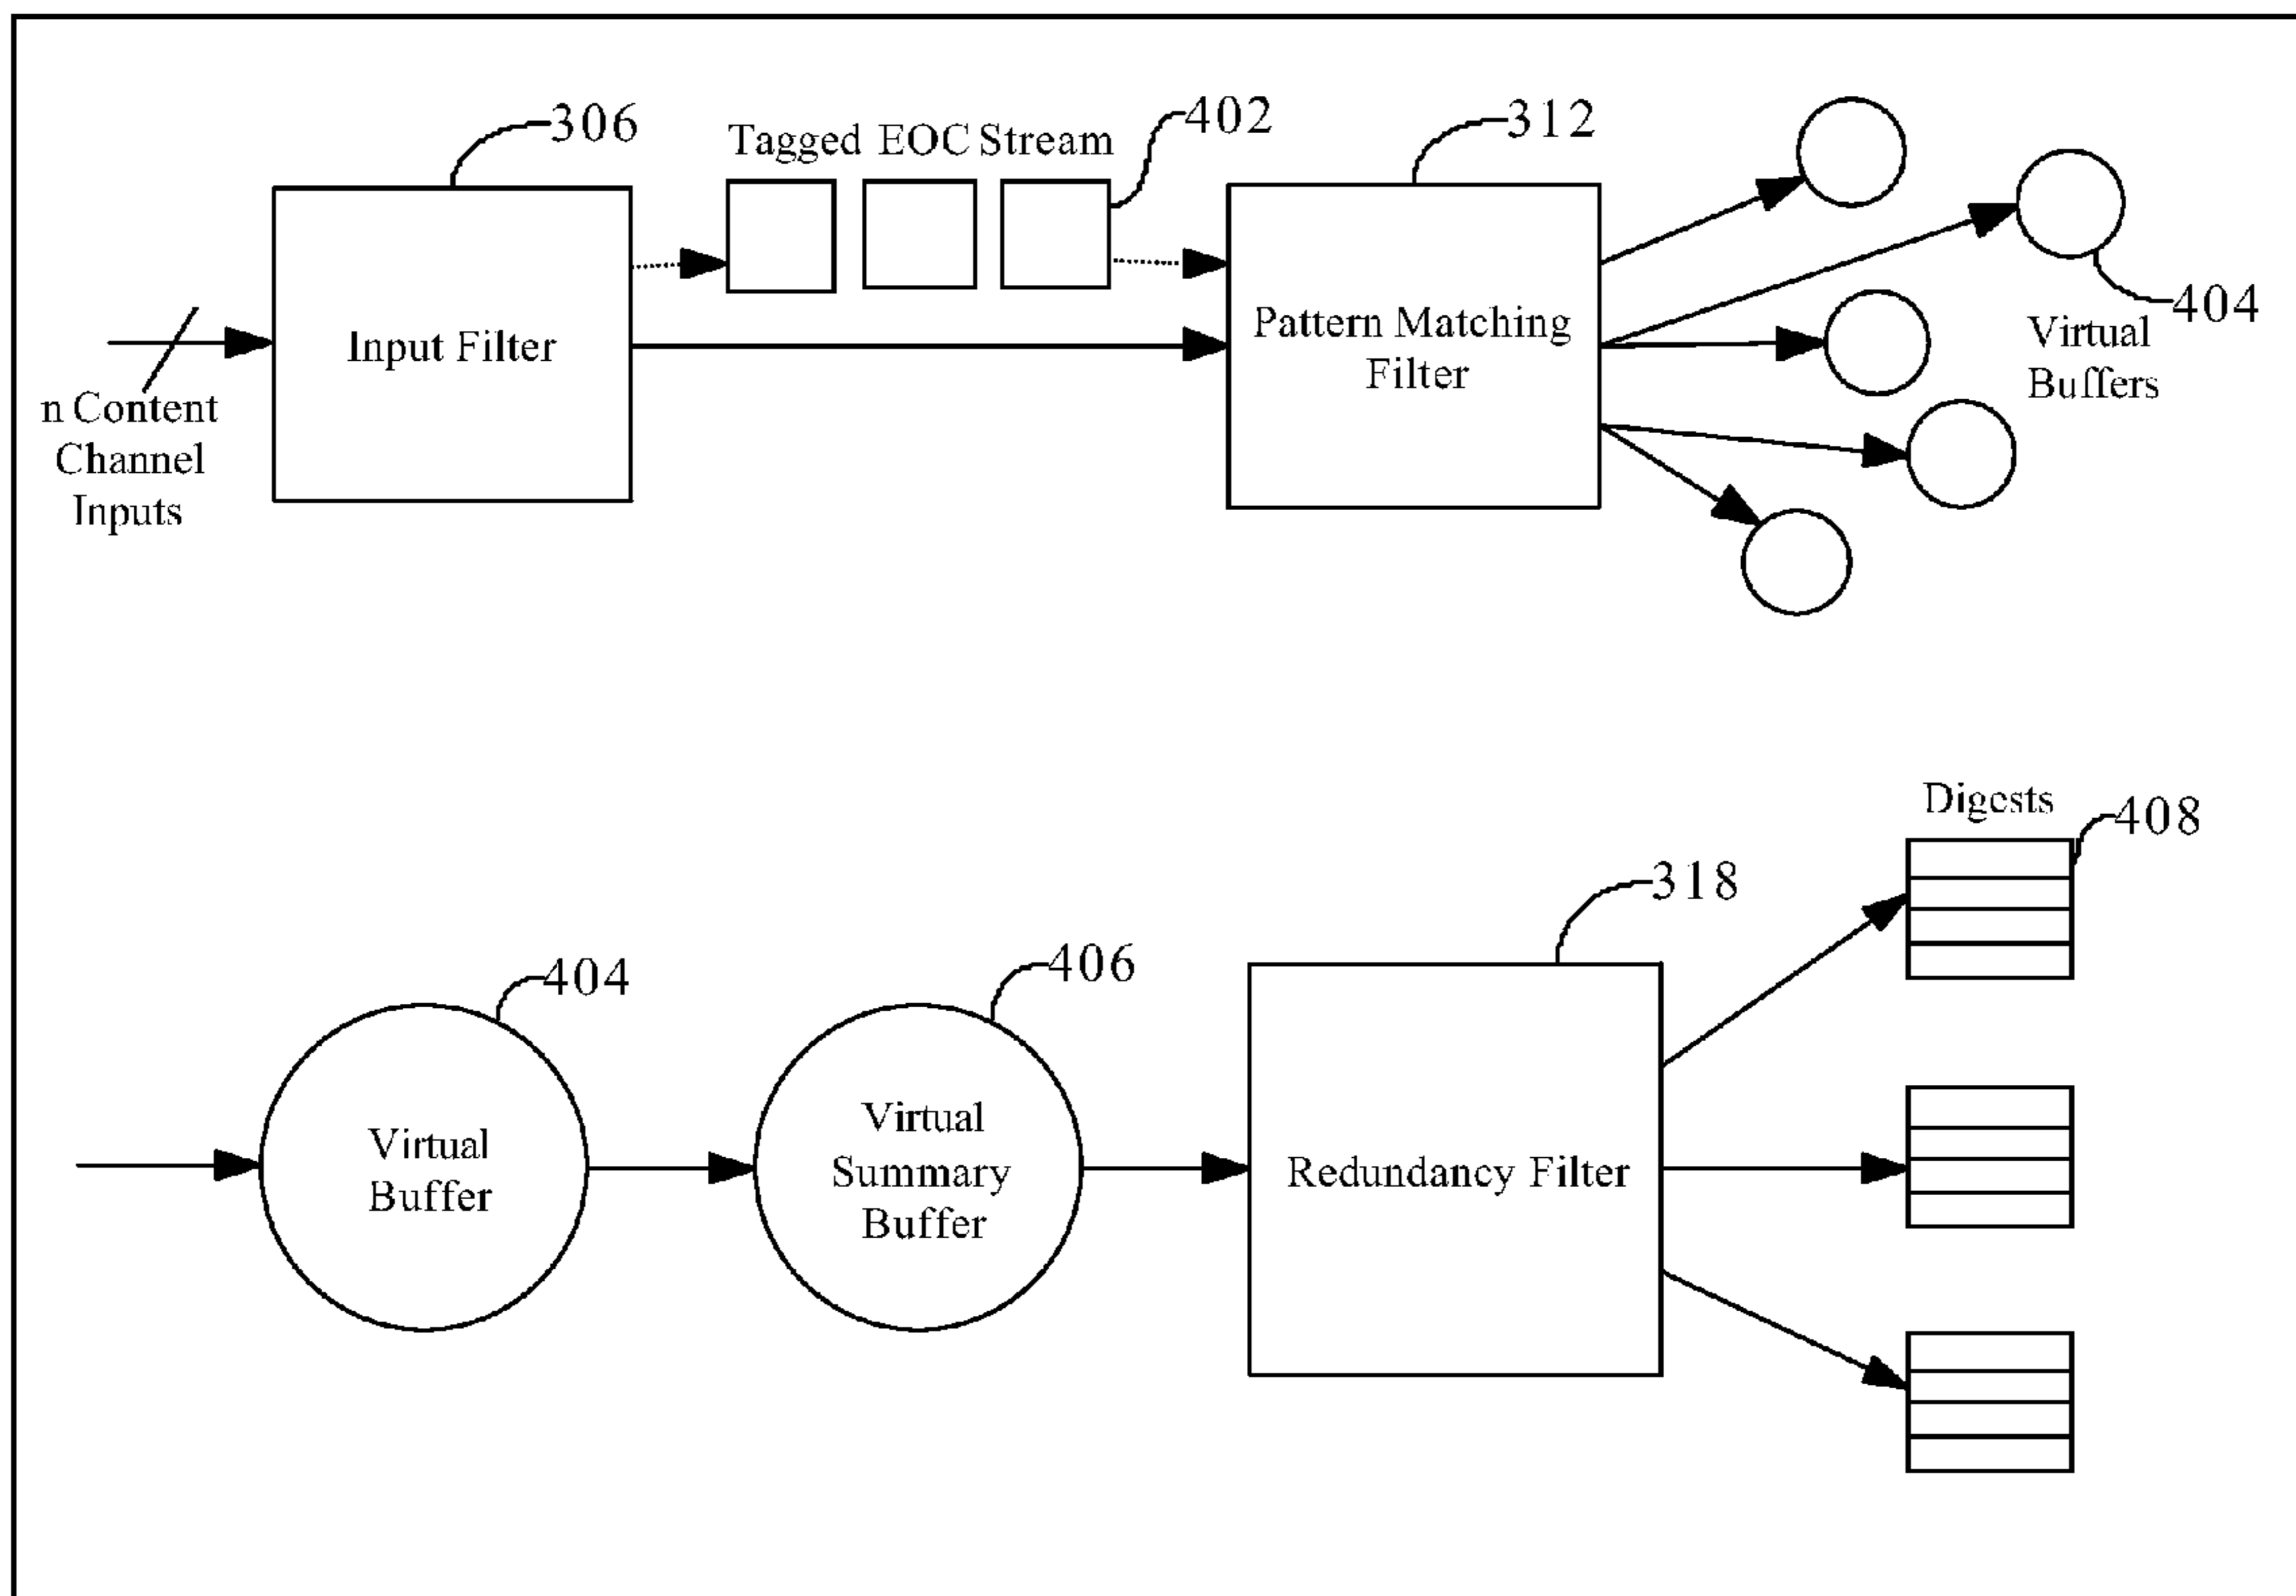 306
Tagged EOC Stream
402
312
Input Filter
n Content
Channel
Inputs
Pattern Matching
Filter
404
Virtual
Buffers
Digests
408
318
404
406
Virtual
Buffer
Virtual
Summary
Buffer
Redundancy Filter